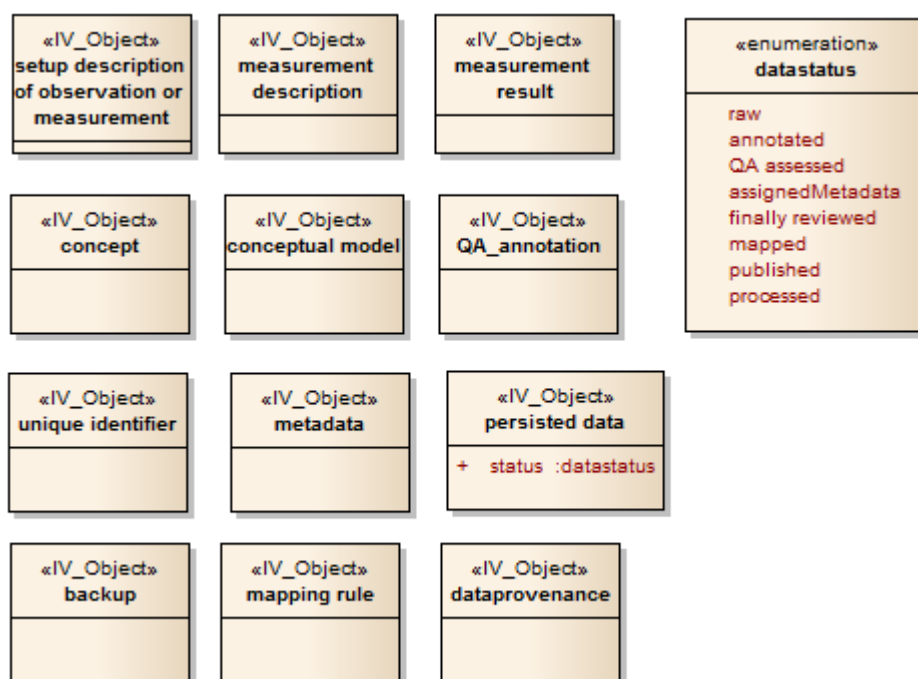 «IV_Object»
setup description
of observation or
measurement
«IV_Object»
measurement
description
«IV_Object»
measurement
result
«enumeration»
datastatus
raw
annotated
QA assessed
assignedMetadata
finally reviewed
mapped
published
processed
«IV_Object»
concept
«IV_Object»
conceptual model
«IV_Object»
QA_annotation
«IV_Object»
unique identifier
«IV_Object»
metadata
«IV_Object»
persisted data
+ status :datastatus
«IV_Object»
backup
«IV_Object»
mapping rule
«IV_Object»
dataprovenance